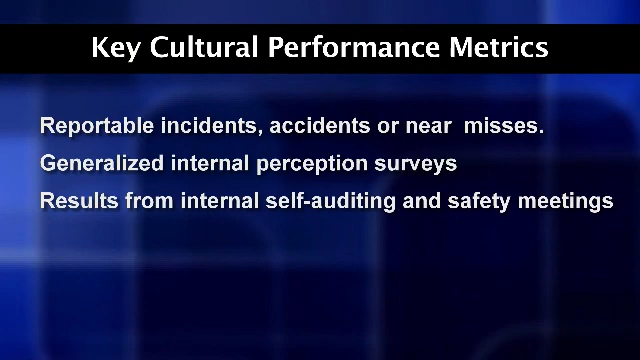 Key Cultural Performance Metrics
Reportable incidents, accidents or near  misses.
Generalized internal perception surveys
Results from internal self-auditing and safety meetings